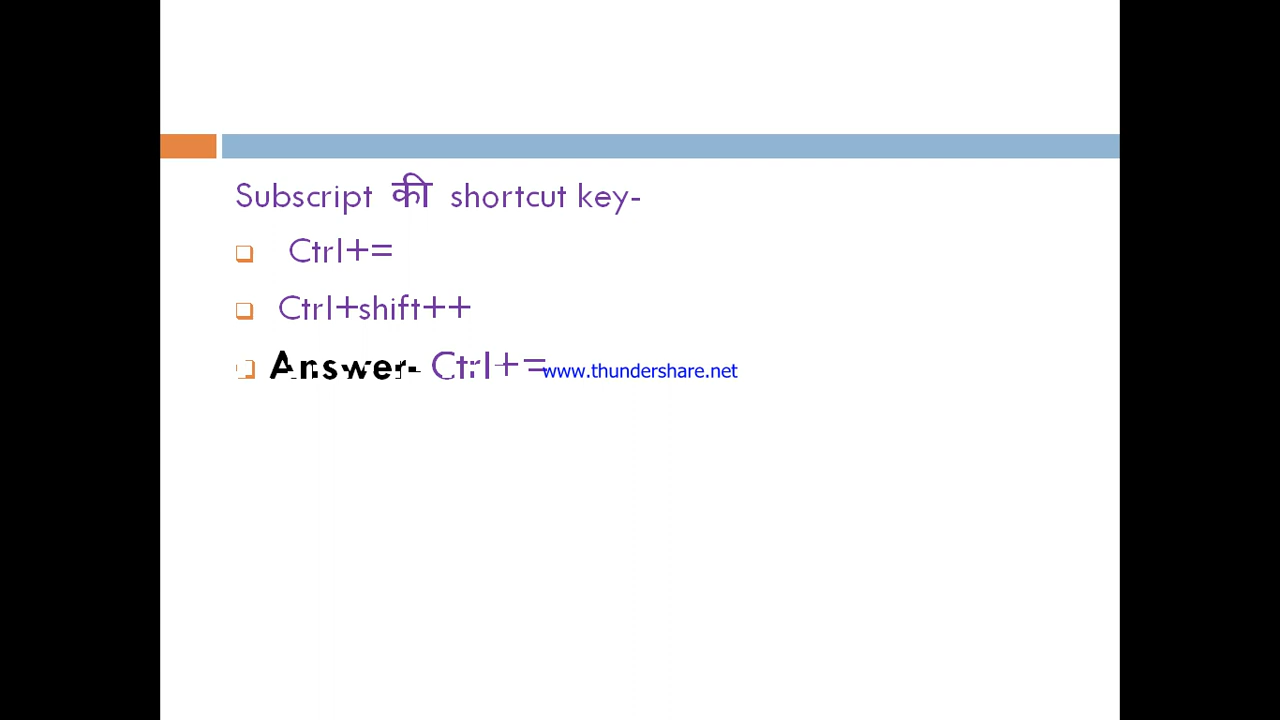 Subscript की shortcut key-
Ctrl+=
Ctrl+shift++
Answer- Ctrl+=
www.thundershare.net